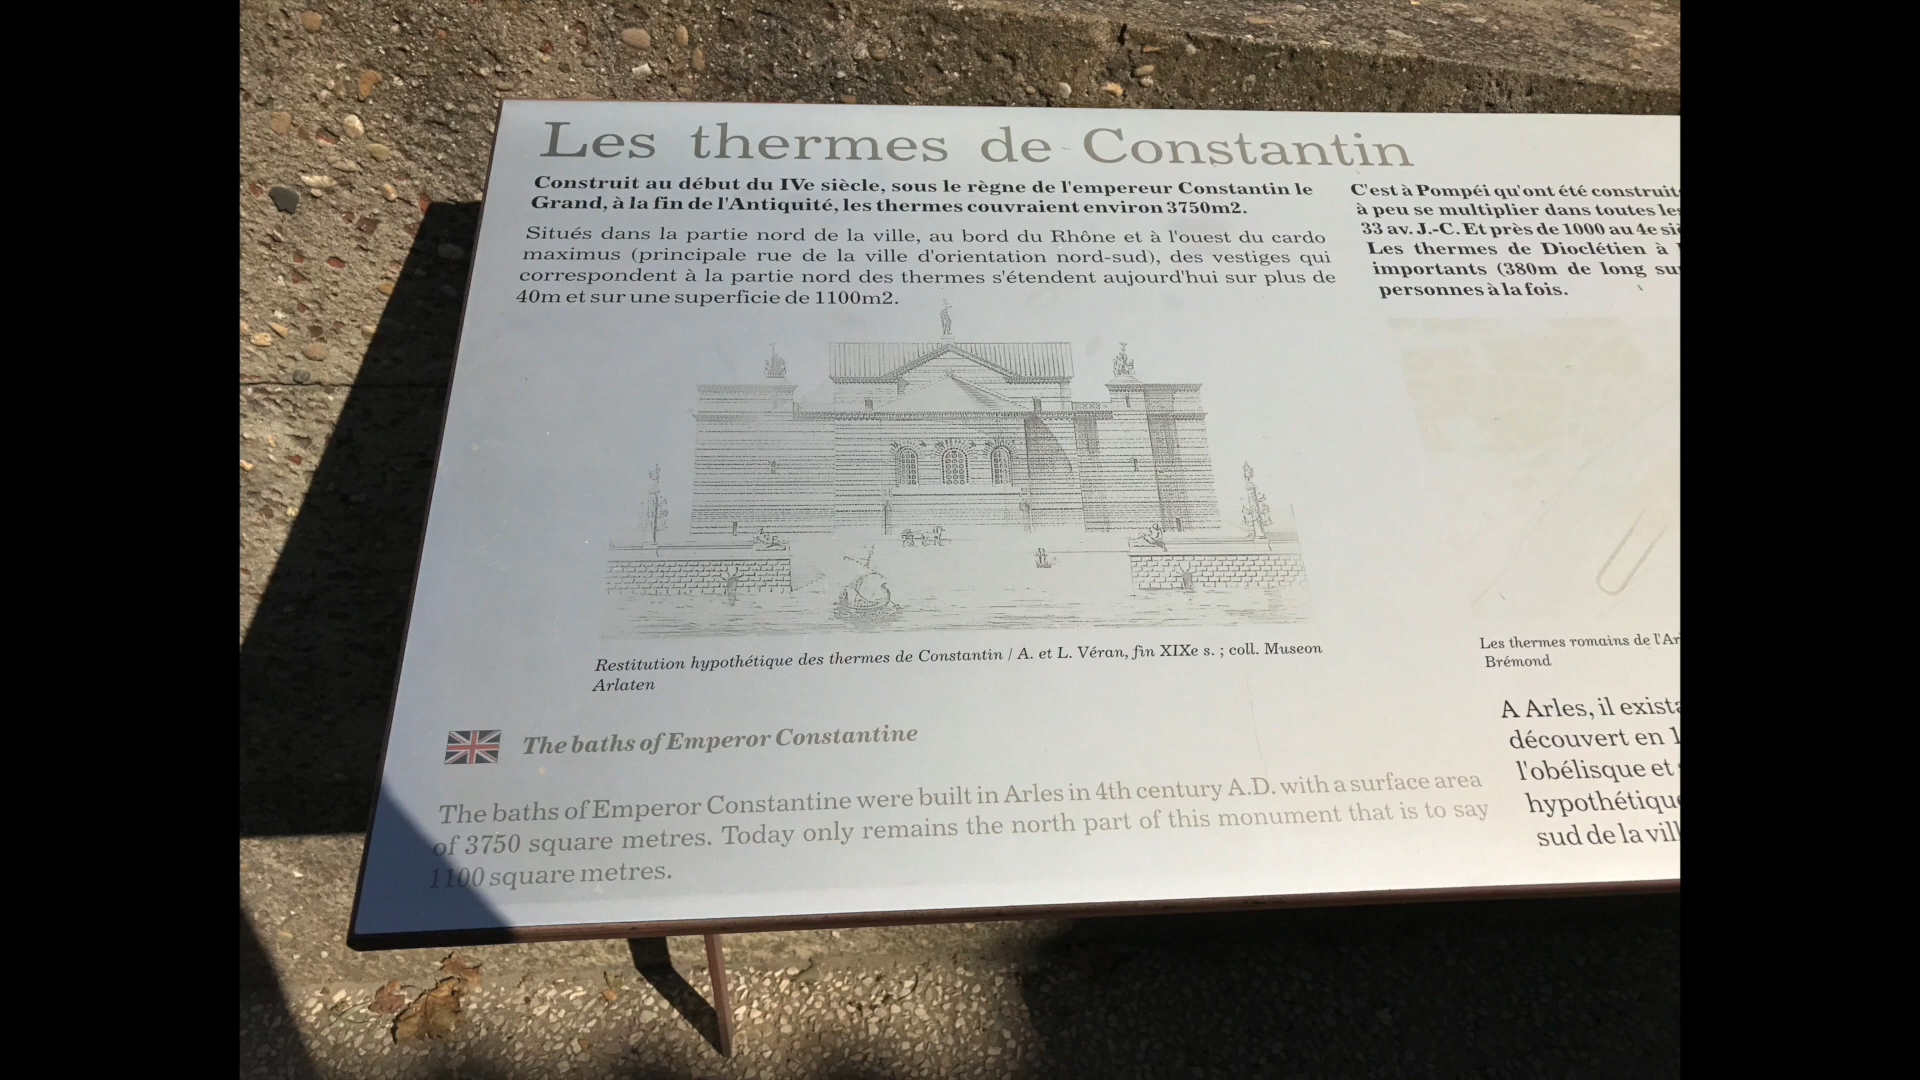 Les thermes de Constantin
Construit au début du IVe siècle, sous le règne de l'empereur Constantin le
Grand, à la fin de l'Antiquité, les thermes couvraient environ 3750m2.
Situés dans la partie nord de la ville, au bord du Rhône et à l'ouest du cardo
maximus (principale rue de la ville d'orientation nord-sud), des vestiges qui
correspondent à la partie nord des thermes s'étendent aujourd'hui sur plus de
40m et sur une superficie de 1100m2.
Restitution hypothétique des thermes de Constantin / A. et L. Véran, fin XIXe s. ; coll. Museon
Arlaten
The baths of Emperor Constantine
The baths of Emperor Constantine were built in Arles in 4th century A.D. with a surface area
of 3750 square metres. Today only remains the north part of this monument that is to say
1100 square metres.
C'est à Pompéi qu'ont été construit
à peu se multiplier dans toutes les
33 av. J.-C. Et près de 1000 au 4e
Les thermes de Dioclétien à
importants (380m de long
personnes à la fois.
Les thermes romains de
Brémond
A Arles, il
découvert en
l'obélisque et
hypothétique
sud de la